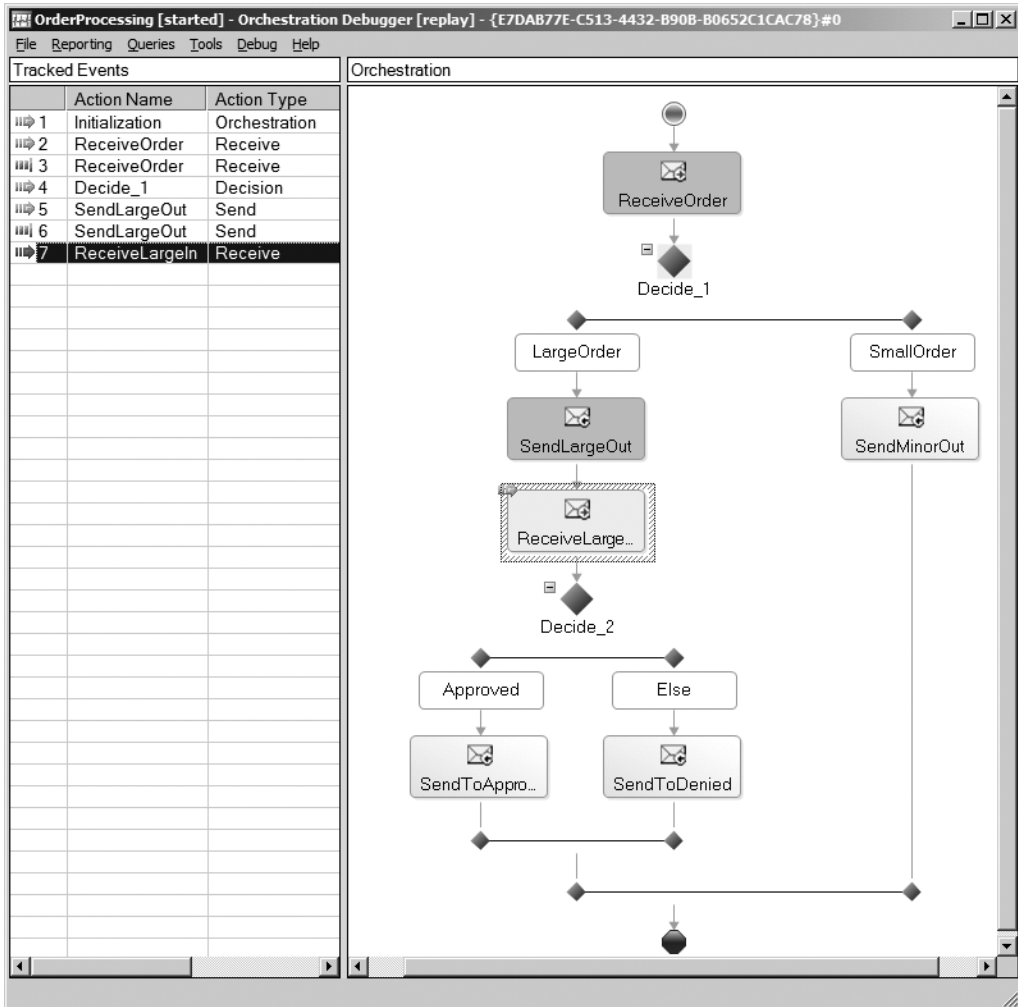 OrderProcessing [started] - Orchestration Debugger [replay] - {E7DAB77E-C513-4432-B90B-B0652C1CAC78}#0
File Reporting Queries Tools Debug Help
Tracked Events
Action Name Action Type
1 Initialization Orchestration
2 ReceiveOrder Receive
3 ReceiveOrder Receive
4 Decide_1 Decision
5 SendLargeOut Send
6 SendLargeOut Send
7 ReceiveLargeIn Receive
Orchestration
ReceiveOrder
Decide_1
LargeOrder SmallOrder
SendLargeOut SendMinorOut
ReceiveLarge...
Decide_2
Approved Else
SendToAppro... SendToDenied